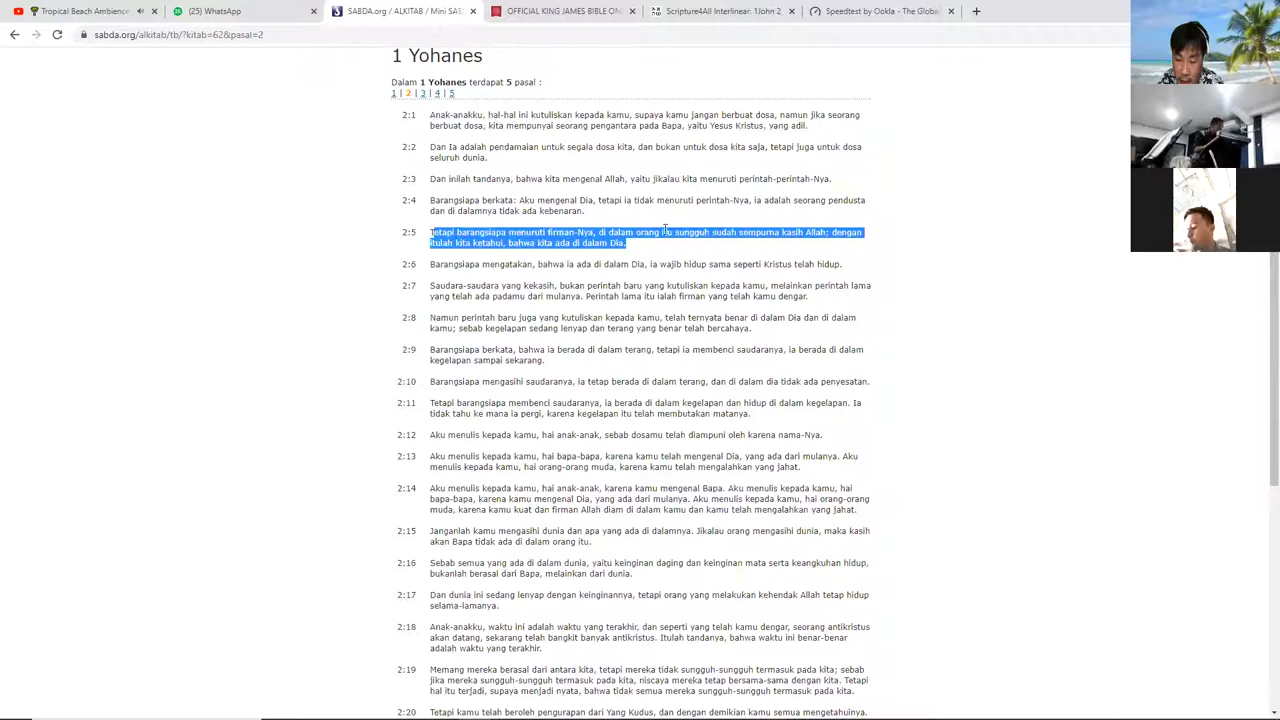 Tropical Beach Ambience
(25) WhatsApp
SABDA.org / ALKITAB / Mini SAB
OFFICIAL KING JAMES BIBLE ON
Scripture4All Interlinear: 1John 2,
Speedtest by Ookla - The Global
sabda.org/alkitab/tb/?kitab=62&pasal=2
1 Yohanes
Dalam 1 Yohanes terdapat 5 pasal :
1 | 2 | 3 | 4 | 5
2:1 Anak-anakku, hal-hal ini kutuliskan kepada kamu, supaya kamu jangan berbuat dosa, namun jika seorang
berbuat dosa, kita mempunyai seorang pengantara pada Bapa, yaitu Yesus Kristus, yang adil.
2:2 Dan Ia adalah pendamaian untuk segala dosa kita, dan bukan untuk dosa kita saja, tetapi juga untuk dosa
seluruh dunia.
2:3 Dan inilah tandanya, bahwa kita mengenal Allah, yaitu jikalau kita menuruti perintah-perintah-Nya.
2:4 Barangsiapa berkata: Aku mengenal Dia, tetapi ia tidak menuruti perintah-Nya, ia adalah seorang pendusta
dan di dalamnya tidak ada kebenaran.
2:5 Tetapi barangsiapa menuruti firman-Nya, di dalam orang itu sungguh sudah sempurna kasih Allah; dengan
itulah kita ketahui, bahwa kita ada di dalam Dia.
2:6 Barangsiapa mengatakan, bahwa ia ada di dalam Dia, ia wajib hidup sama seperti Kristus telah hidup.
2:7 Saudara-saudara yang kekasih, bukan perintah baru yang kutuliskan kepada kamu, melainkan perintah lama
yang telah ada padamu dari mulanya. Perintah lama itu ialah firman yang telah kamu dengar.
2:8 Namun perintah baru juga yang kutuliskan kepada kamu, telah ternyata benar di dalam Dia dan di dalam
kamu; sebab kegelapan sedang lenyap dan terang yang benar telah bercahaya.
2:9 Barangsiapa berkata, bahwa ia berada di dalam terang, tetapi ia membenci saudaranya, ia berada di dalam
kegelapan sampai sekarang.
2:10 Barangsiapa mengasihi saudaranya, ia tetap berada di dalam terang, dan di dalam dia tidak ada penyesatan.
2:11 Tetapi barangsiapa membenci saudaranya, ia berada di dalam kegelapan dan hidup di dalam kegelapan. Ia
tidak tahu ke mana ia pergi, karena kegelapan itu telah membutakan matanya.
2:12 Aku menulis kepada kamu, hai anak-anak, sebab dosamu telah diampuni oleh karena nama-Nya.
2:13 Aku menulis kepada kamu, hai bapa-bapa, karena kamu telah mengenal Dia, yang ada dari mulanya. Aku
menulis kepada kamu, hai orang-orang muda, karena kamu telah mengalahkan yang jahat.
2:14 Aku menulis kepada kamu, hai anak-anak, karena kamu mengenal Bapa. Aku menulis kepada kamu, hai
bapa-bapa, karena kamu mengenal Dia, yang ada dari mulanya. Aku menulis kepada kamu, hai orang-orang
muda, karena kamu kuat dan firman Allah diam di dalam kamu dan kamu telah mengalahkan yang jahat.
2:15 Janganlah kamu mengasihi dunia dan apa yang ada di dalamnya. Jikalau orang mengasihi dunia, maka kasih
akan Bapa tidak ada di dalam orang itu.
2:16 Sebab semua yang ada di dalam dunia, yaitu keinginan daging dan keinginan mata serta keangkuhan hidup,
bukanlah berasal dari Bapa, melainkan dari dunia.
2:17 Dan dunia ini sedang lenyap dengan keinginannya, tetapi orang yang melakukan kehendak Allah tetap hidup
selama-lamanya.
2:18 Anak-anakku, waktu ini adalah waktu yang terakhir, dan seperti yang telah kamu dengar, seorang antikristus
akan datang, sekarang telah bangkit banyak antikristus. Itulah tandanya, bahwa waktu ini benar-benar
adalah waktu yang terakhir.
2:19 Memang mereka berasal dari antara kita, tetapi mereka tidak sungguh-sungguh termasuk pada kita; sebab
jika mereka sungguh-sungguh termasuk pada kita, niscaya mereka tetap bersama-sama dengan kita. Tetapi
hal itu terjadi, supaya menjadi nyata, bahwa tidak semua mereka sungguh-sungguh termasuk pada kita.
2:20 Tetapi kamu telah beroleh pengurapan dari Yang Kudus, dan dengan demikian kamu semua mengetahuinya.